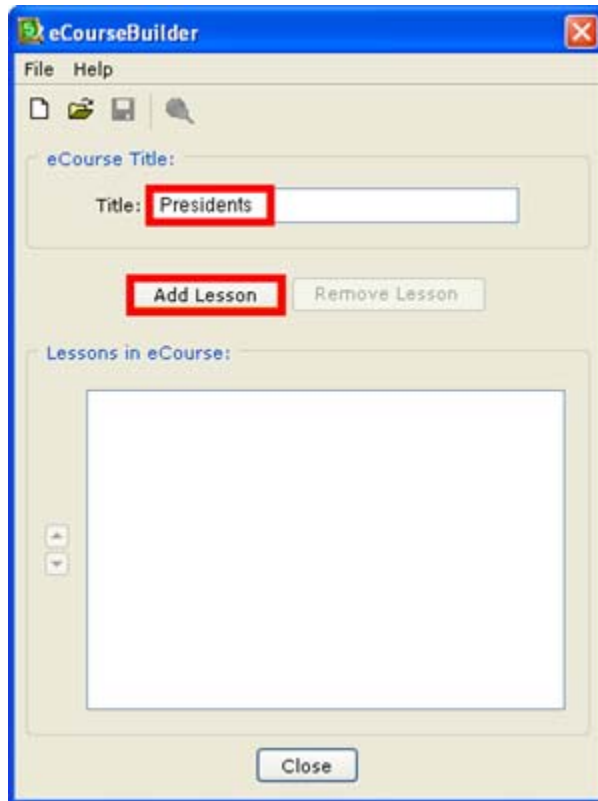 eCourseBuilder
File Help
eCourse Title:
Title: Presidents
Add Lesson Remove Lesson
Lessons in eCourse:
Close